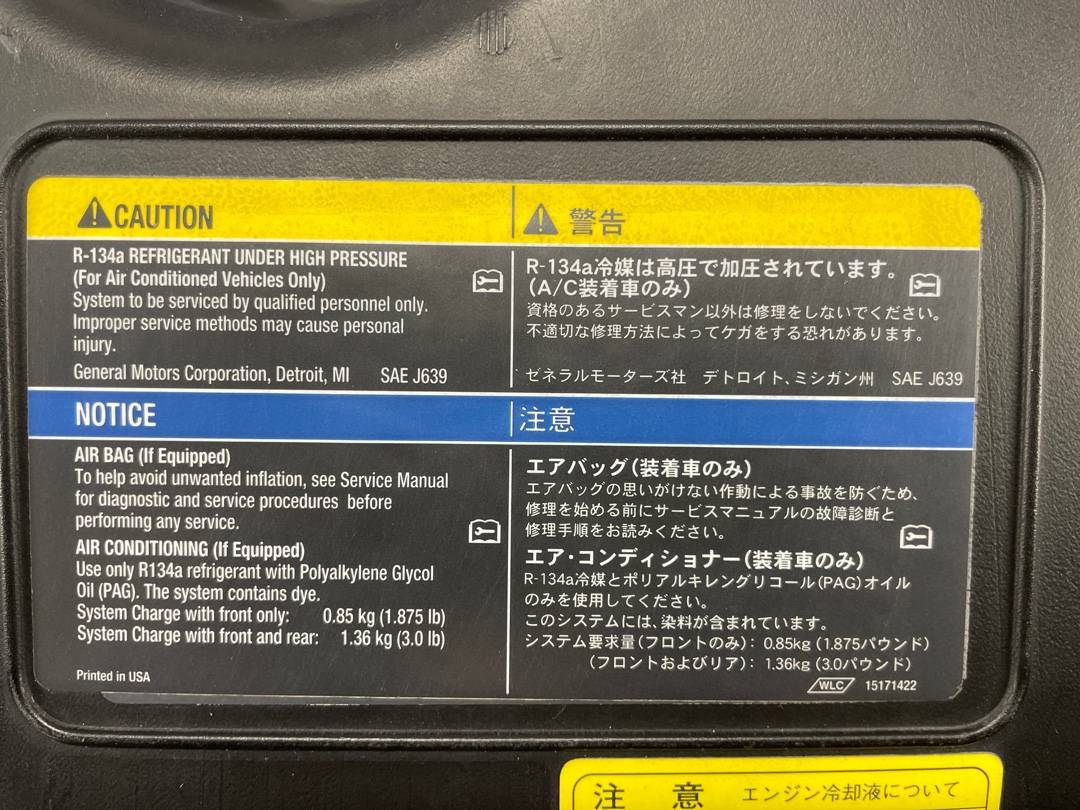 CAUTION
R-134a REFRIGERANT UNDER HIGH PRESSURE
(For Air Conditioned Vehicles Only)
System to be serviced by qualified personnel only.
Improper service methods may cause personal
injury.
General Motors Corporation, Detroit, MI SAE J639
警告
R-134a冷媒は高圧で加圧されています。
(A/C装着車のみ)
資格のあるサービスマン以外は修理をしないでください。
不適切な修理方法によってケガをする恐れがあります。
ゼネラルモーターズ社 デトロイト、ミシガン州 SAE J639
NOTICE
AIR BAG (If Equipped)
To help avoid unwanted inflation, see Service Manual
for diagnostic and service procedures before
performing any service.
AIR CONDITIONING (If Equipped)
Use only R134a refrigerant with Polyalkylene Glycol
Oil (PAG). The system contains dye.
System Charge with front only: 0.85 kg (1.875 lb)
System Charge with front and rear: 1.36 kg (3.0 lb)
Printed in USA
注意
エアバッグ(装着車のみ)
エアバッグの思いがけない作動による事故を防ぐため、
修理を始める前にサービスマニュアルの故障診断と
修理手順をお読みください。
エア・コンディショナー(装着車のみ)
R-134a冷媒とポリアルキレングリコール(PAG)オイル
のみを使用してください。
このシステムには、染料が含まれています。
システム要求量(フロントのみ): 0.85kg (1.875パウンド)
(フロントおよびリア): 1.36kg (3.0パウンド)
WLC 15171422
注意 エンジン冷却液について